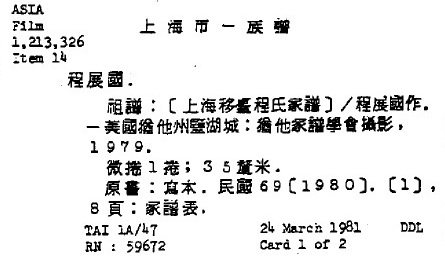 ASIA
Film 上海市一族譜
1,213,326
Item 14
程展國.
祖譜：〔上海移臺程氏家譜〕/程展國作.
—美國猶他州鹽湖城：猶他家譜學會攝影，
1979.
微捲1捲；35釐米.
原書：寫本. 民國69〔1980〕.〔1〕，
8頁：家譜表.
TAI 1A/47 24 March 1981 DDL
RN : 59672 Card 1 of 2